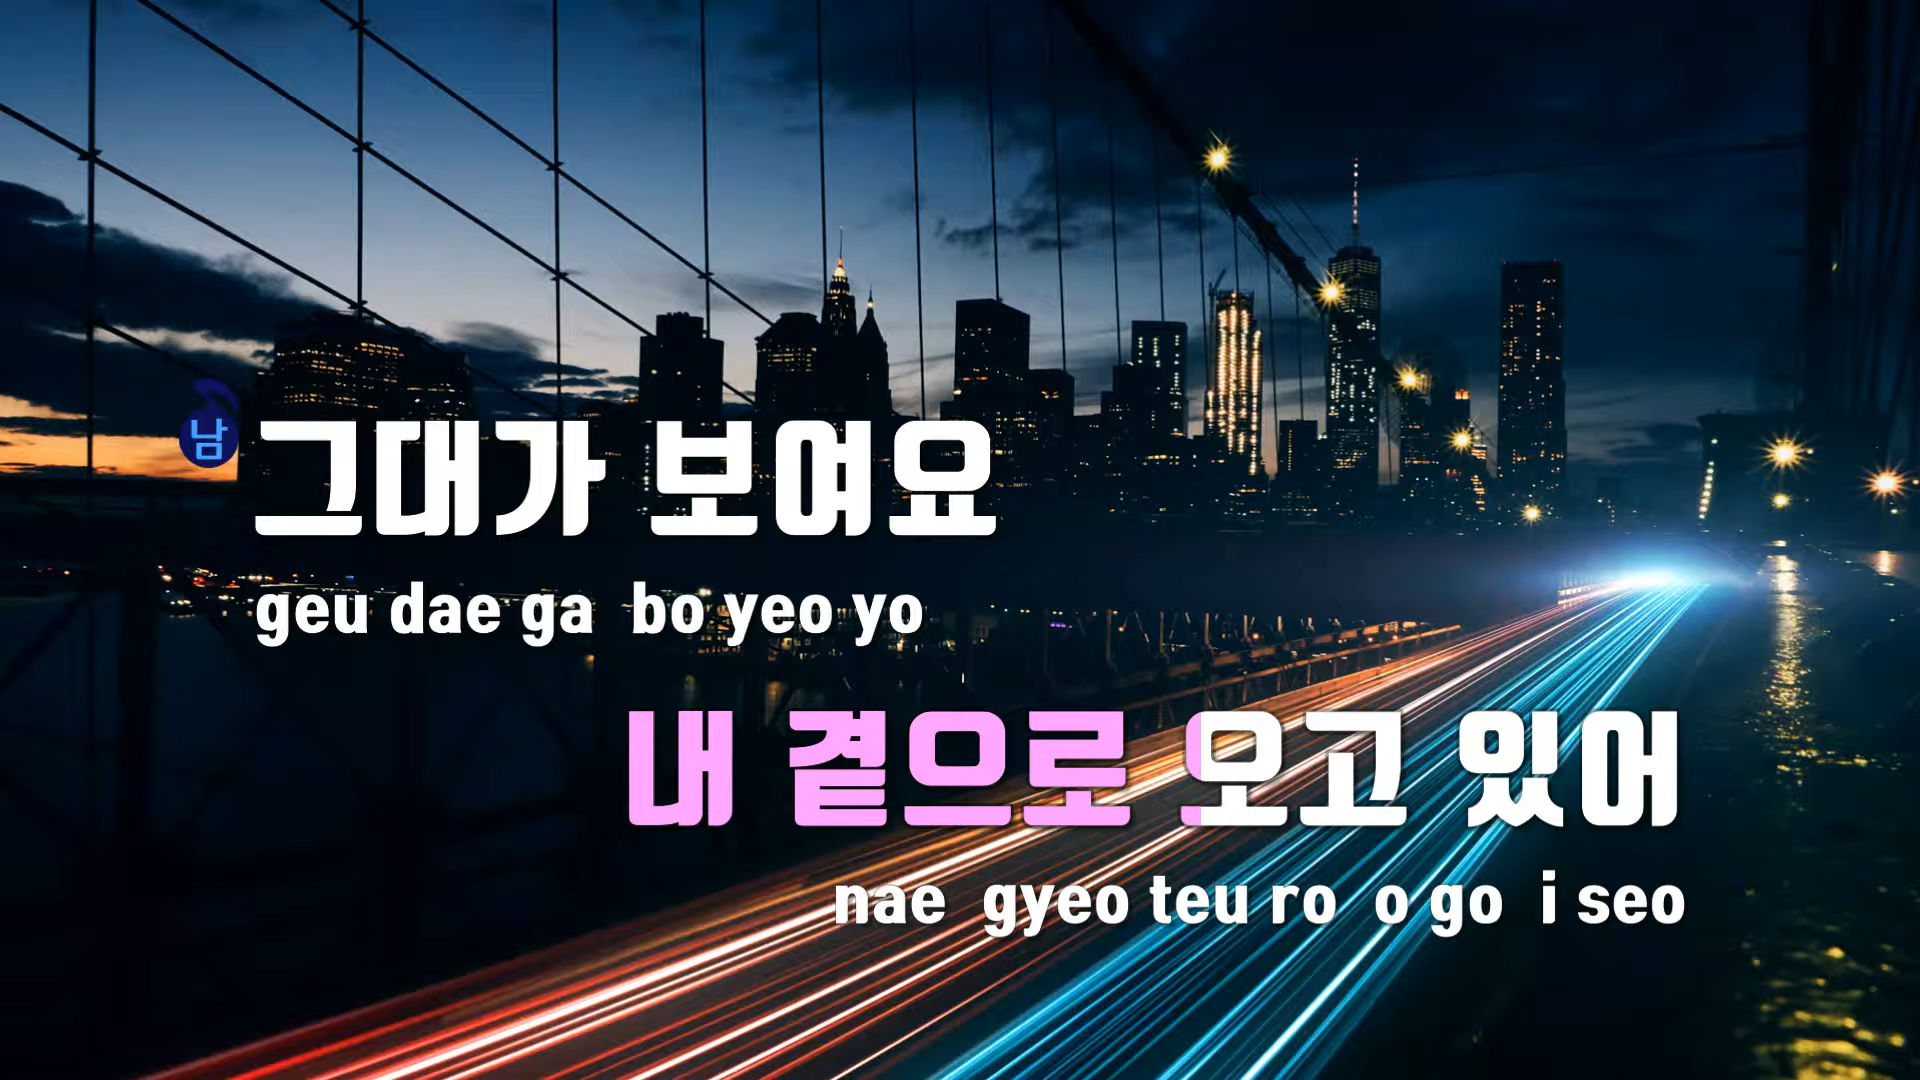 남
그대가 보여요
geu dae ga bo yeo yo
내 곁으로 오고 있어
nae gyeo teu ro o go i seo